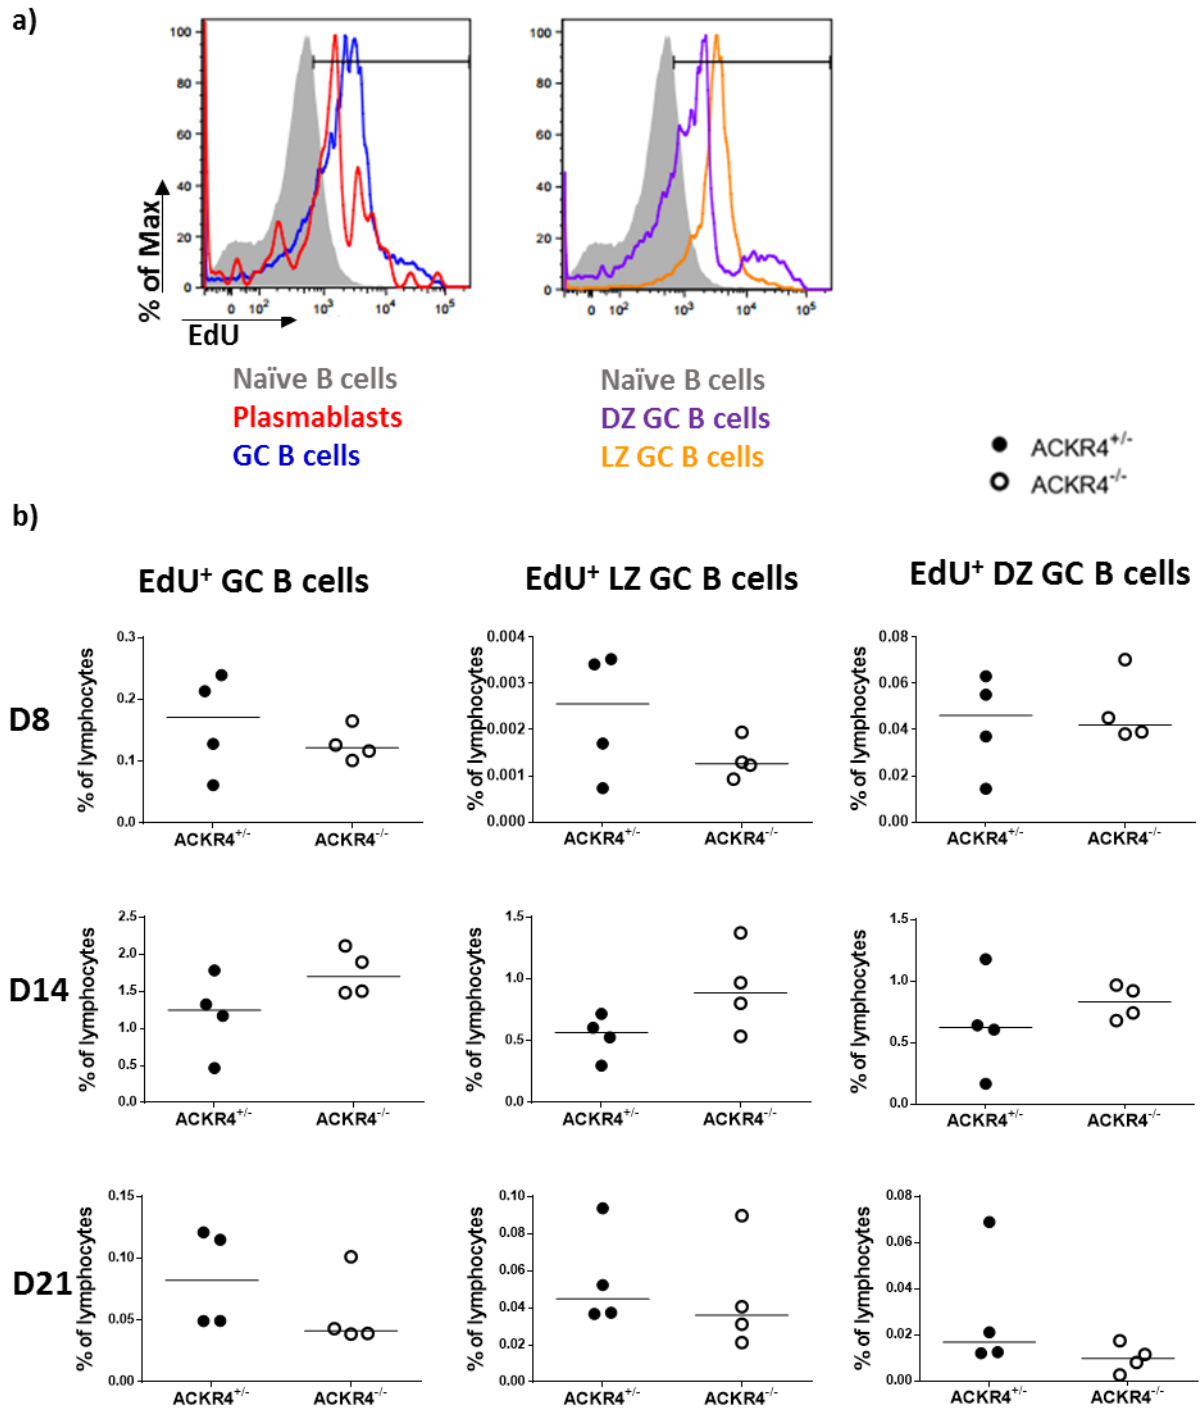 a)
100
80
60
40
20
0
% of Max
0 10² 10³ 10⁴ 10⁵
EdU
100
80
60
40
20
0
0 10² 10³ 10⁴ 10⁵
Naïve B cells
Plasmablasts
GC B cells
Naïve B cells
DZ GC B cells
LZ GC B cells
ACKR4+/-
ACKR4-/-
b)
EdU+ GC B cells
EdU+ LZ GC B cells
EdU+ DZ GC B cells
D8
% of lymphocytes
0.3
0.2
0.1
0.0
ACKR4+/- ACKR4-/-
% of lymphocytes
0.004
0.003
0.002
0.001
0.000
ACKR4+/- ACKR4-/-
% of lymphocytes
0.08
0.06
0.04
0.02
0.00
ACKR4+/- ACKR4-/-
D14
% of lymphocytes
2.5
2.0
1.5
1.0
0.5
0.0
ACKR4+/- ACKR4-/-
% of lymphocytes
1.5
1.0
0.5
0.0
ACKR4+/- ACKR4-/-
% of lymphocytes
1.5
1.0
0.5
0.0
ACKR4+/- ACKR4-/-
D21
% of lymphocytes
0.15
0.10
0.05
0.00
ACKR4+/- ACKR4-/-
% of lymphocytes
0.10
0.08
0.06
0.04
0.02
0.00
ACKR4+/- ACKR4-/-
% of lymphocytes
0.08
0.06
0.04
0.02
0.00
ACKR4+/- ACKR4-/-